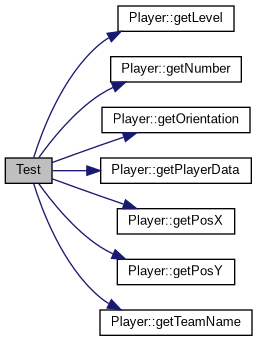 Player::getLevel
Player::getNumber
Player::getOrientation
Test
Player::getPlayerData
Player::getPosX
Player::getPosY
Player::getTeamName